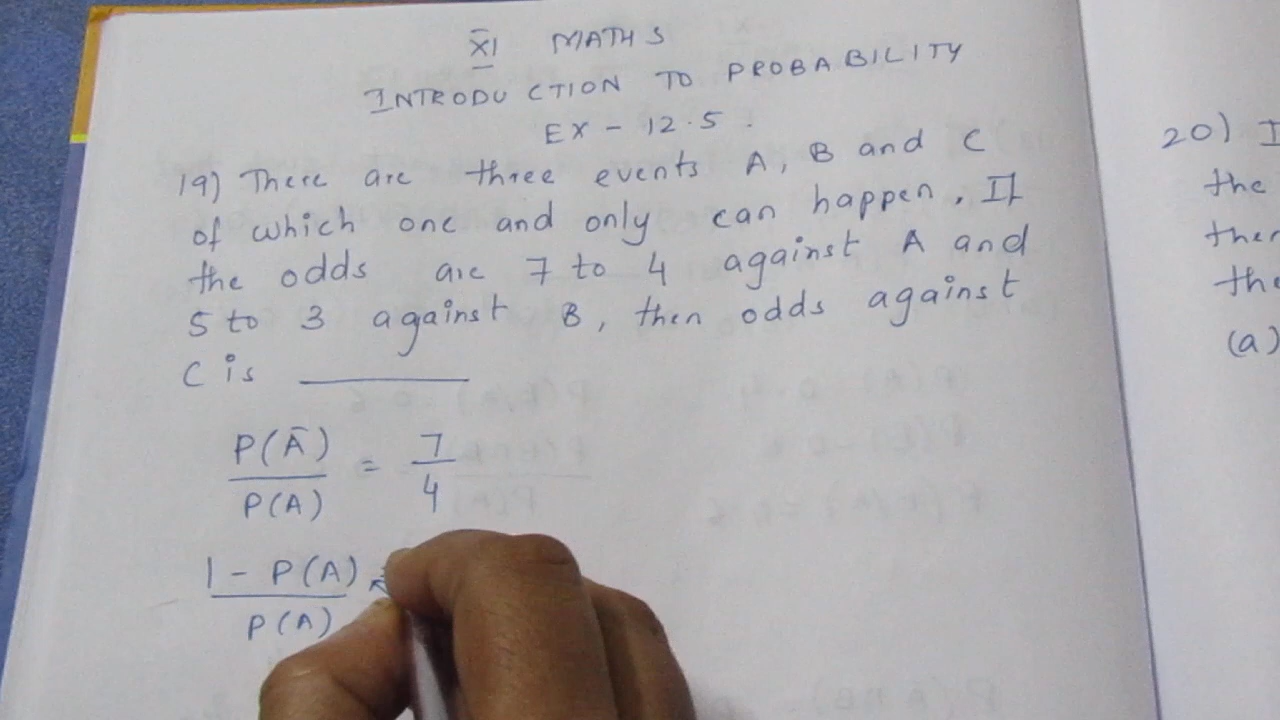 XI MATHS
INTRODUCTION TO PROBABILITY
EX - 12.5.
19) There are three events A, B and C
of which one and only can happen. If
the odds are 7 to 4 against A and
5 to 3 against B, then odds against
C is ________
P(Ā) / P(A) = 7 / 4
1 - P(A) / P(A)
20) I
the
the
(a)